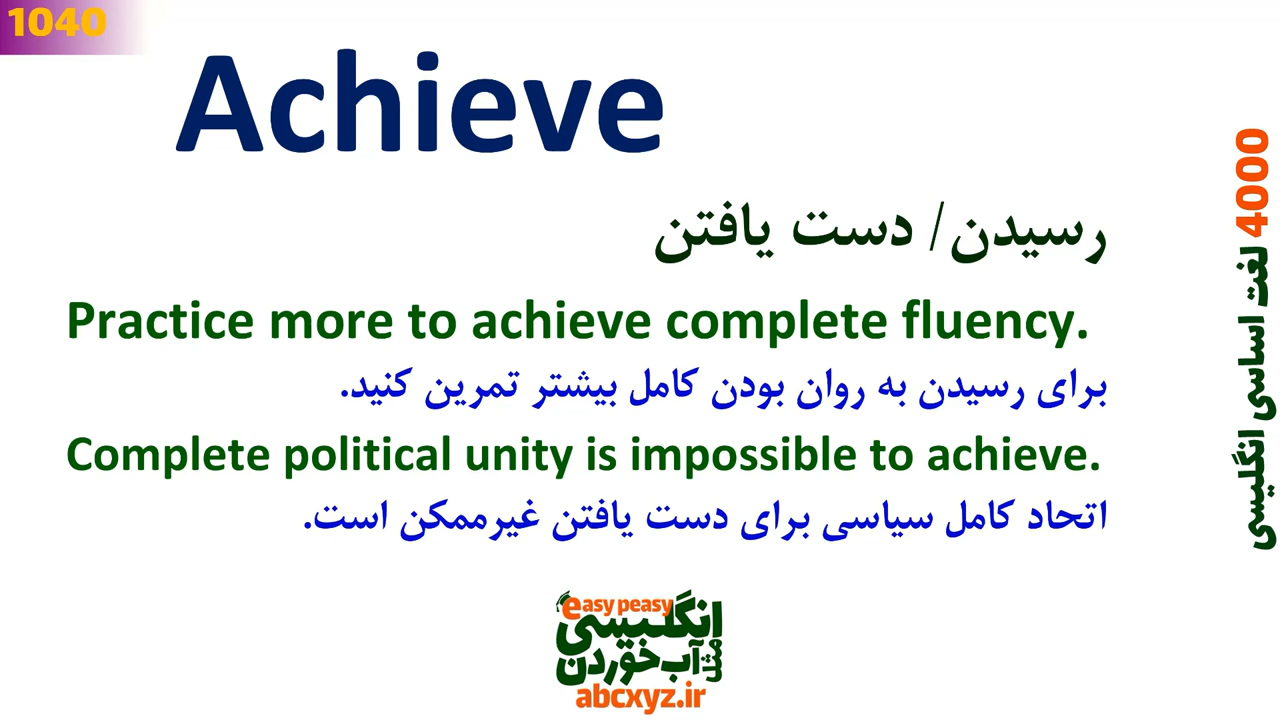 1040
Achieve
رسیدن/ دست یافتن
Practice more to achieve complete fluency.
برای رسیدن به روان بودن کامل بیشتر تمرین کنید.
Complete political unity is impossible to achieve.
اتحاد کامل سیاسی برای دست یافتن غیرممکن است.
4000 لغت اساسی انگلیسی
easy peasy
انگلیسی
مثل آب خوردن
abcxyz.ir